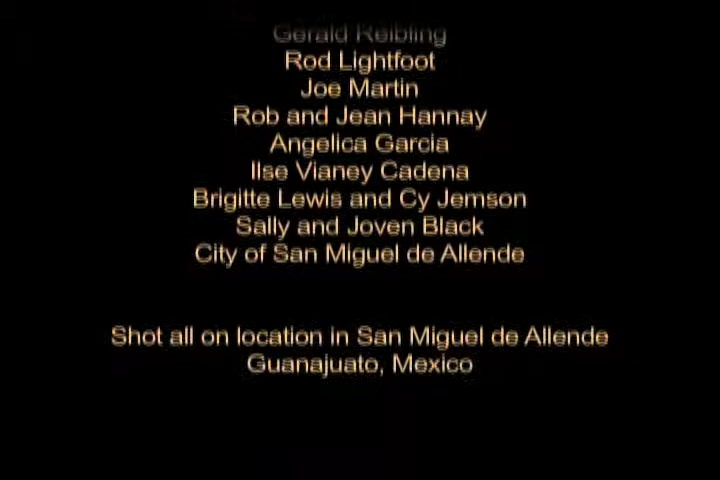 Gerald Reibling
Rod Lightfoot
Joe Martin
Rob and Jean Hannay
Angelica Garcia
Ilse Vianey Cadena
Brigitte Lewis and Cy Jemson
Sally and Joven Black
City of San Miguel de Allende
Shot all on location in San Miguel de Allende
Guanajuato, Mexico